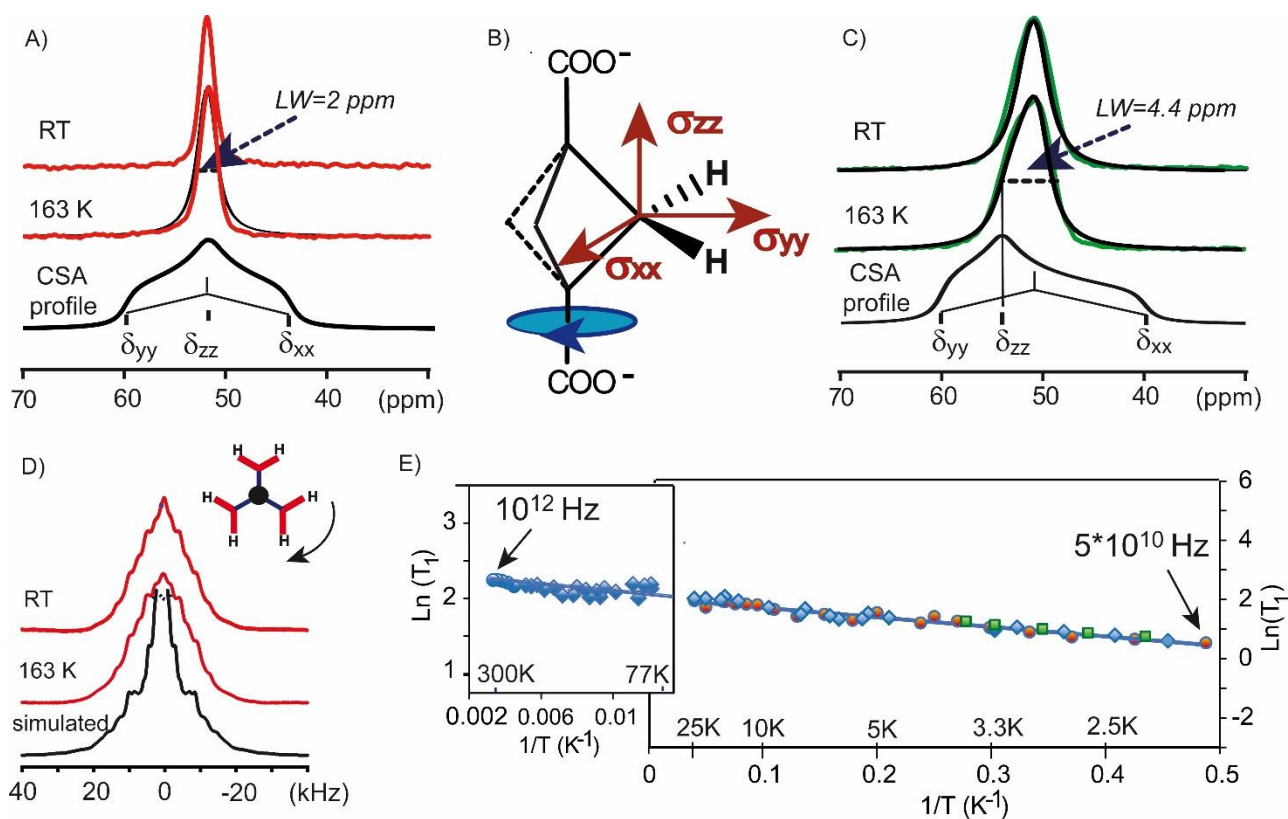 A)
LW=2 ppm
RT
163 K
CSA
profile
δyy δzz δxx
70 60 50 40 (ppm)
B)
COO⁻
σzz
H
σyy
H
σxx
COO⁻
C)
LW=4.4 ppm
RT
163 K
CSA
profile
δyy δzz δxx
70 60 50 40 (ppm)
D)
H H
H H
H H
RT
163 K
simulated
40 20 0 -20 (kHz)
E)
Ln (T₁)
3
2
1
10¹² Hz
300K 77K
0.002 0.006 0.01
1/T (K⁻¹)
5*10¹⁰ Hz
6
4
2
0
-2
Ln(T₁)
25K 10K 5K 3.3K 2.5K
0 0.1 0.2 0.3 0.4 0.5
1/T (K⁻¹)